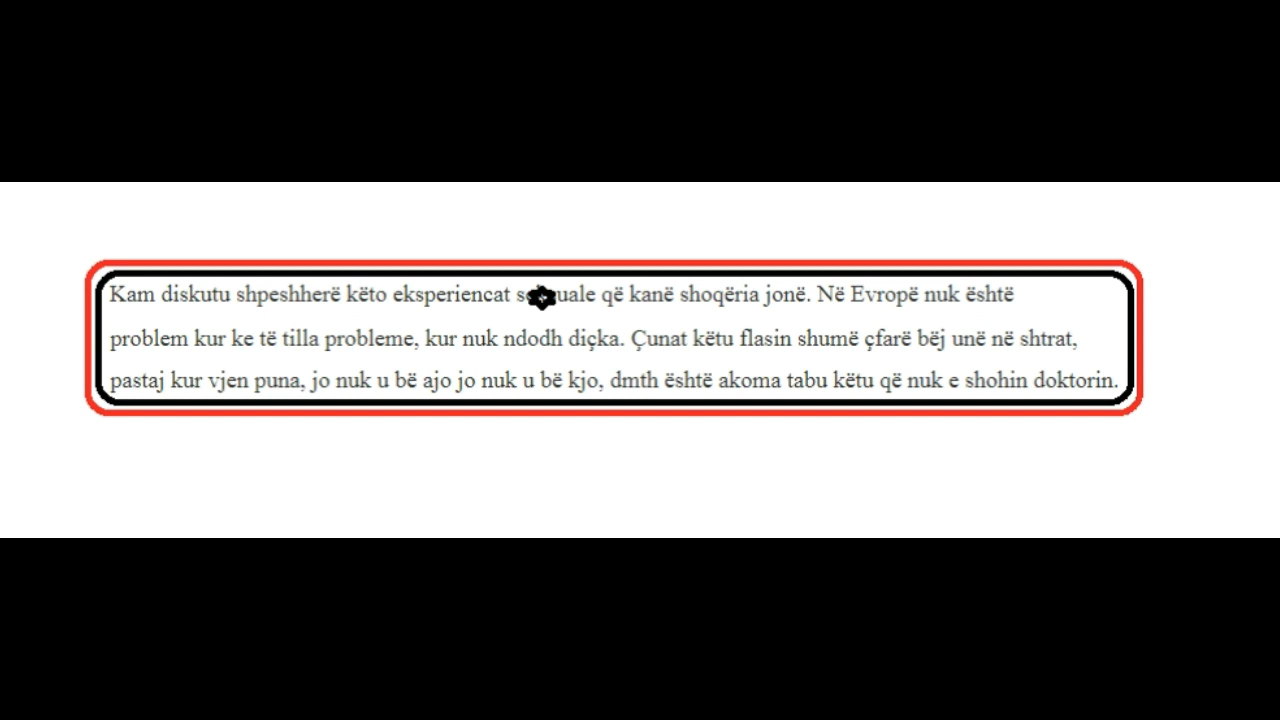 Kam diskutu shpeshherë këto eksperiencat që kanë shoqëria jonë. Në Evropë nuk është
problem kur ke të tilla probleme, kur nuk ndodh diçka. Çunat këtu flasin shumë çfarë bëj unë në shtrat,
pastaj kur vjen puna, jo nuk u bë ajo jo nuk u bë kjo, dmth është akoma tabu këtu që nuk e shohin doktorin.